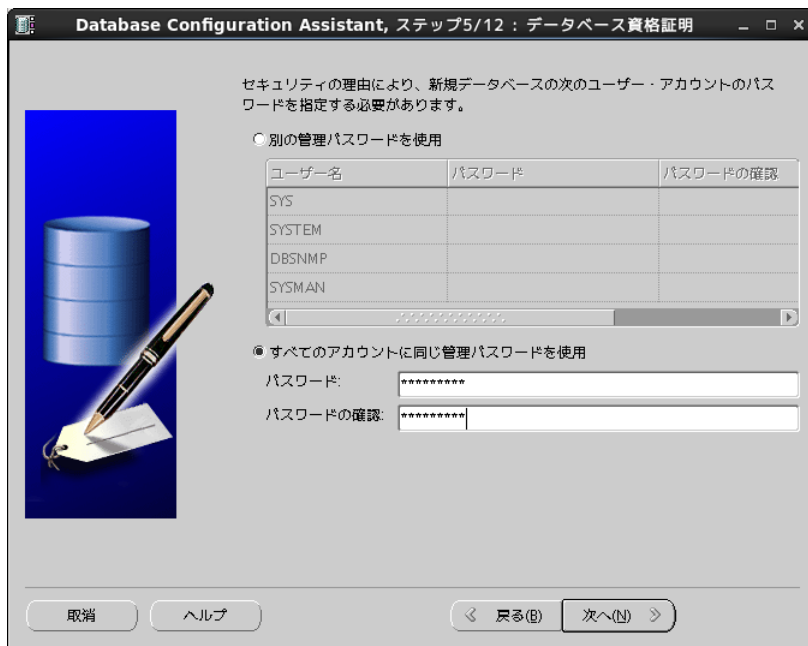 Database Configuration Assistant, ステップ5/12 : データベース資格証明
セキュリティの理由により、新規データベースの次のユーザー・アカウントのパス
ワードを指定する必要があります。
別の管理パスワードを使用
ユーザー名 パスワード パスワードの確認
SYS
SYSTEM
DBSNMP
SYSMAN
すべてのアカウントに同じ管理パスワードを使用
パスワード: *********
パスワードの確認: *********
取消 ヘルプ 戻る(B) 次へ(N)